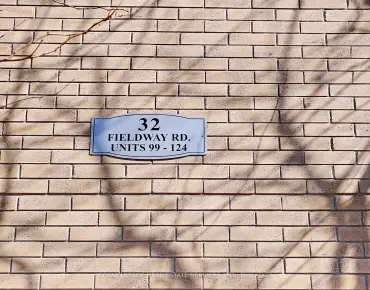 32
FIELDWAY RD.
UNITS 99 - 124